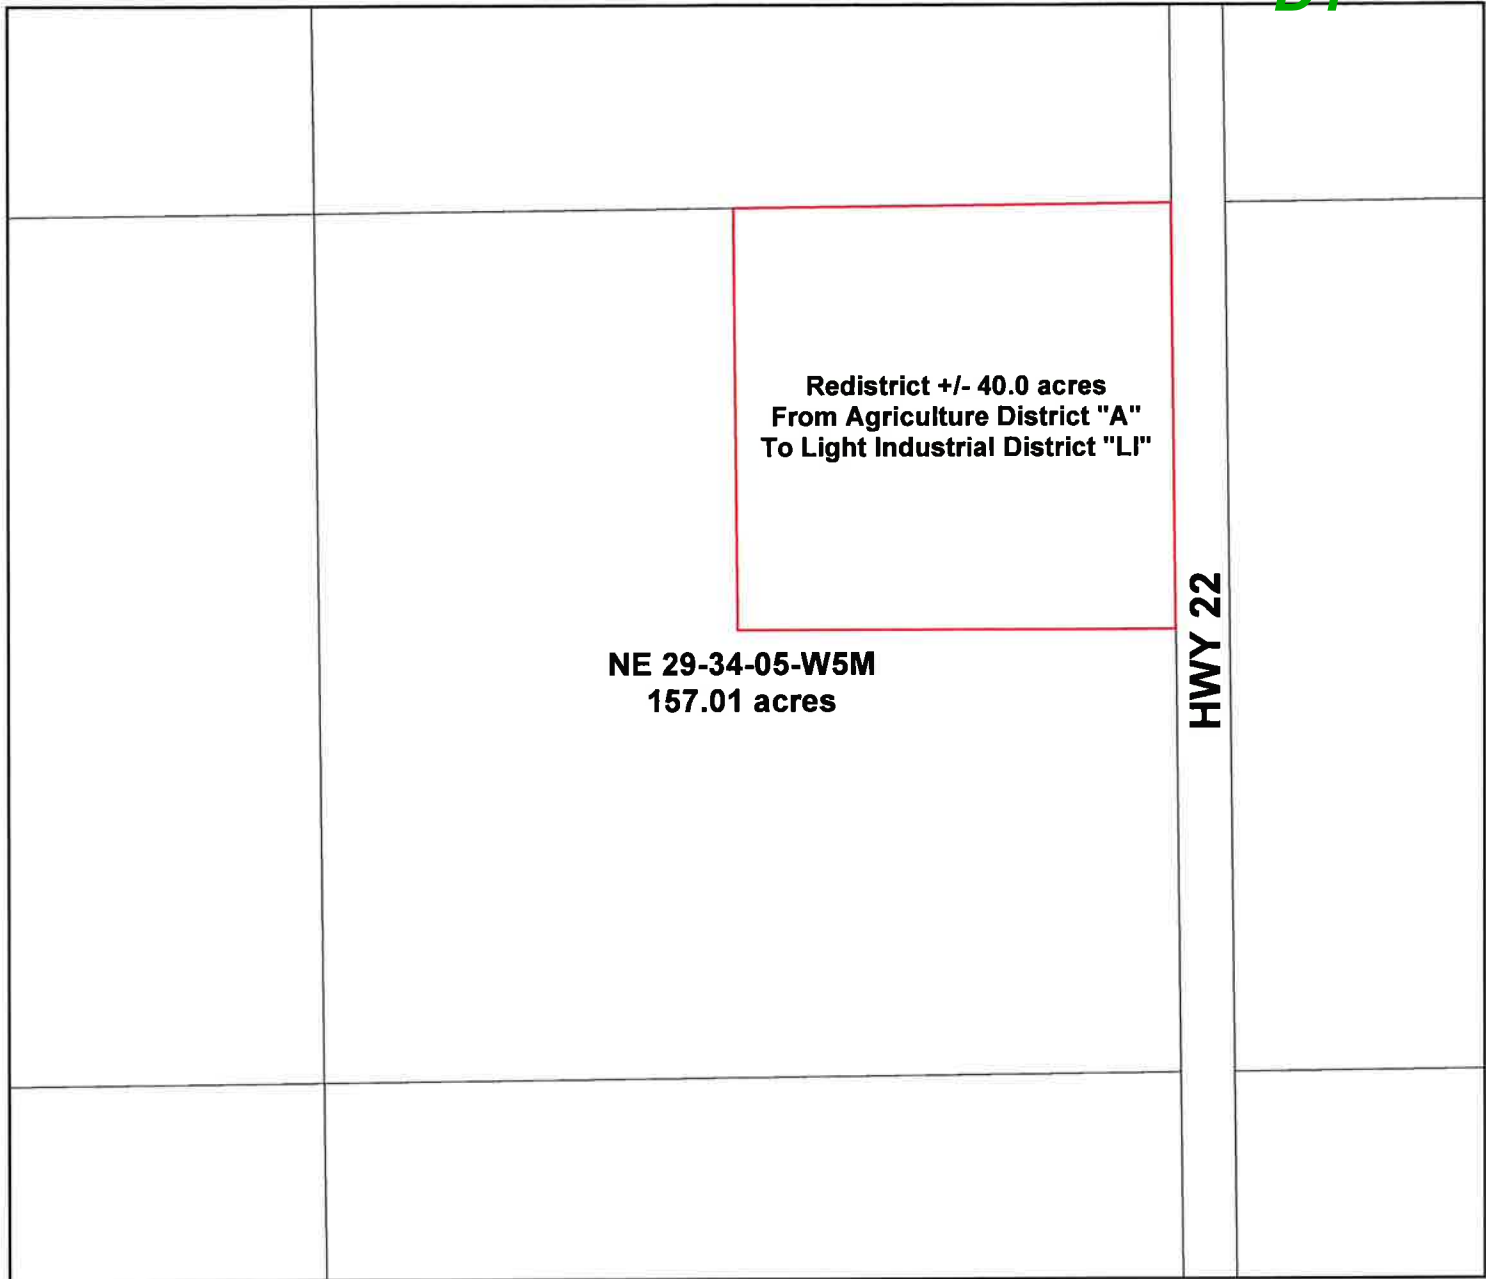 Redistrict +/- 40.0 acres
From Agriculture District "A"
To Light Industrial District "LI"
HWY 22
NE 29-34-05-W5M
157.01 acres